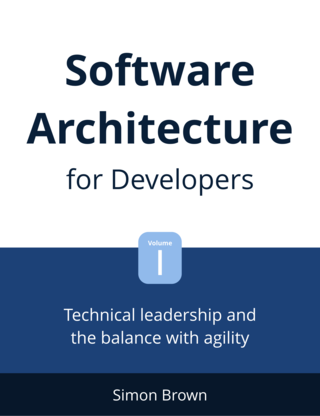 Software
Architecture
for Developers
Volume
I
Technical leadership and
the balance with agility
Simon Brown